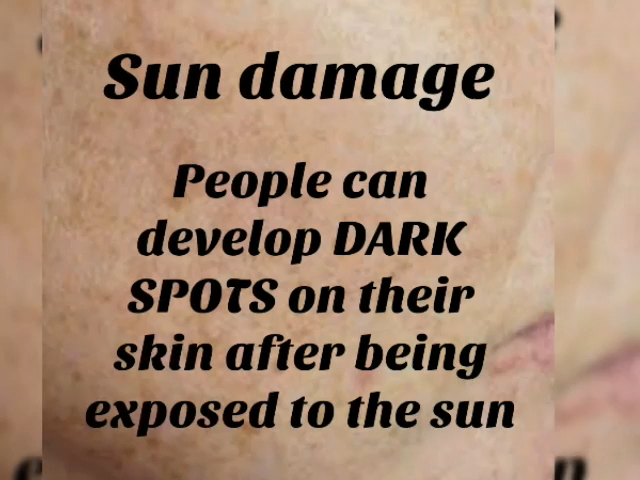 Sun damage
People can
develop DARK
SPOTS on their
skin after being
exposed to the sun